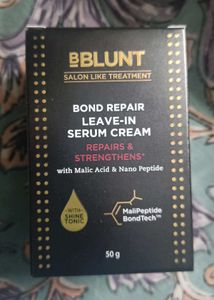 BBLUNT
SALON LIKE TREATMENT
BOND REPAIR
LEAVE-IN
SERUM CREAM
REPAIRS &
STRENGTHENS*
with Malic Acid & Nano Peptide
WITH
SHINE
TONIC
MaliPeptide
BondTech™
50 g